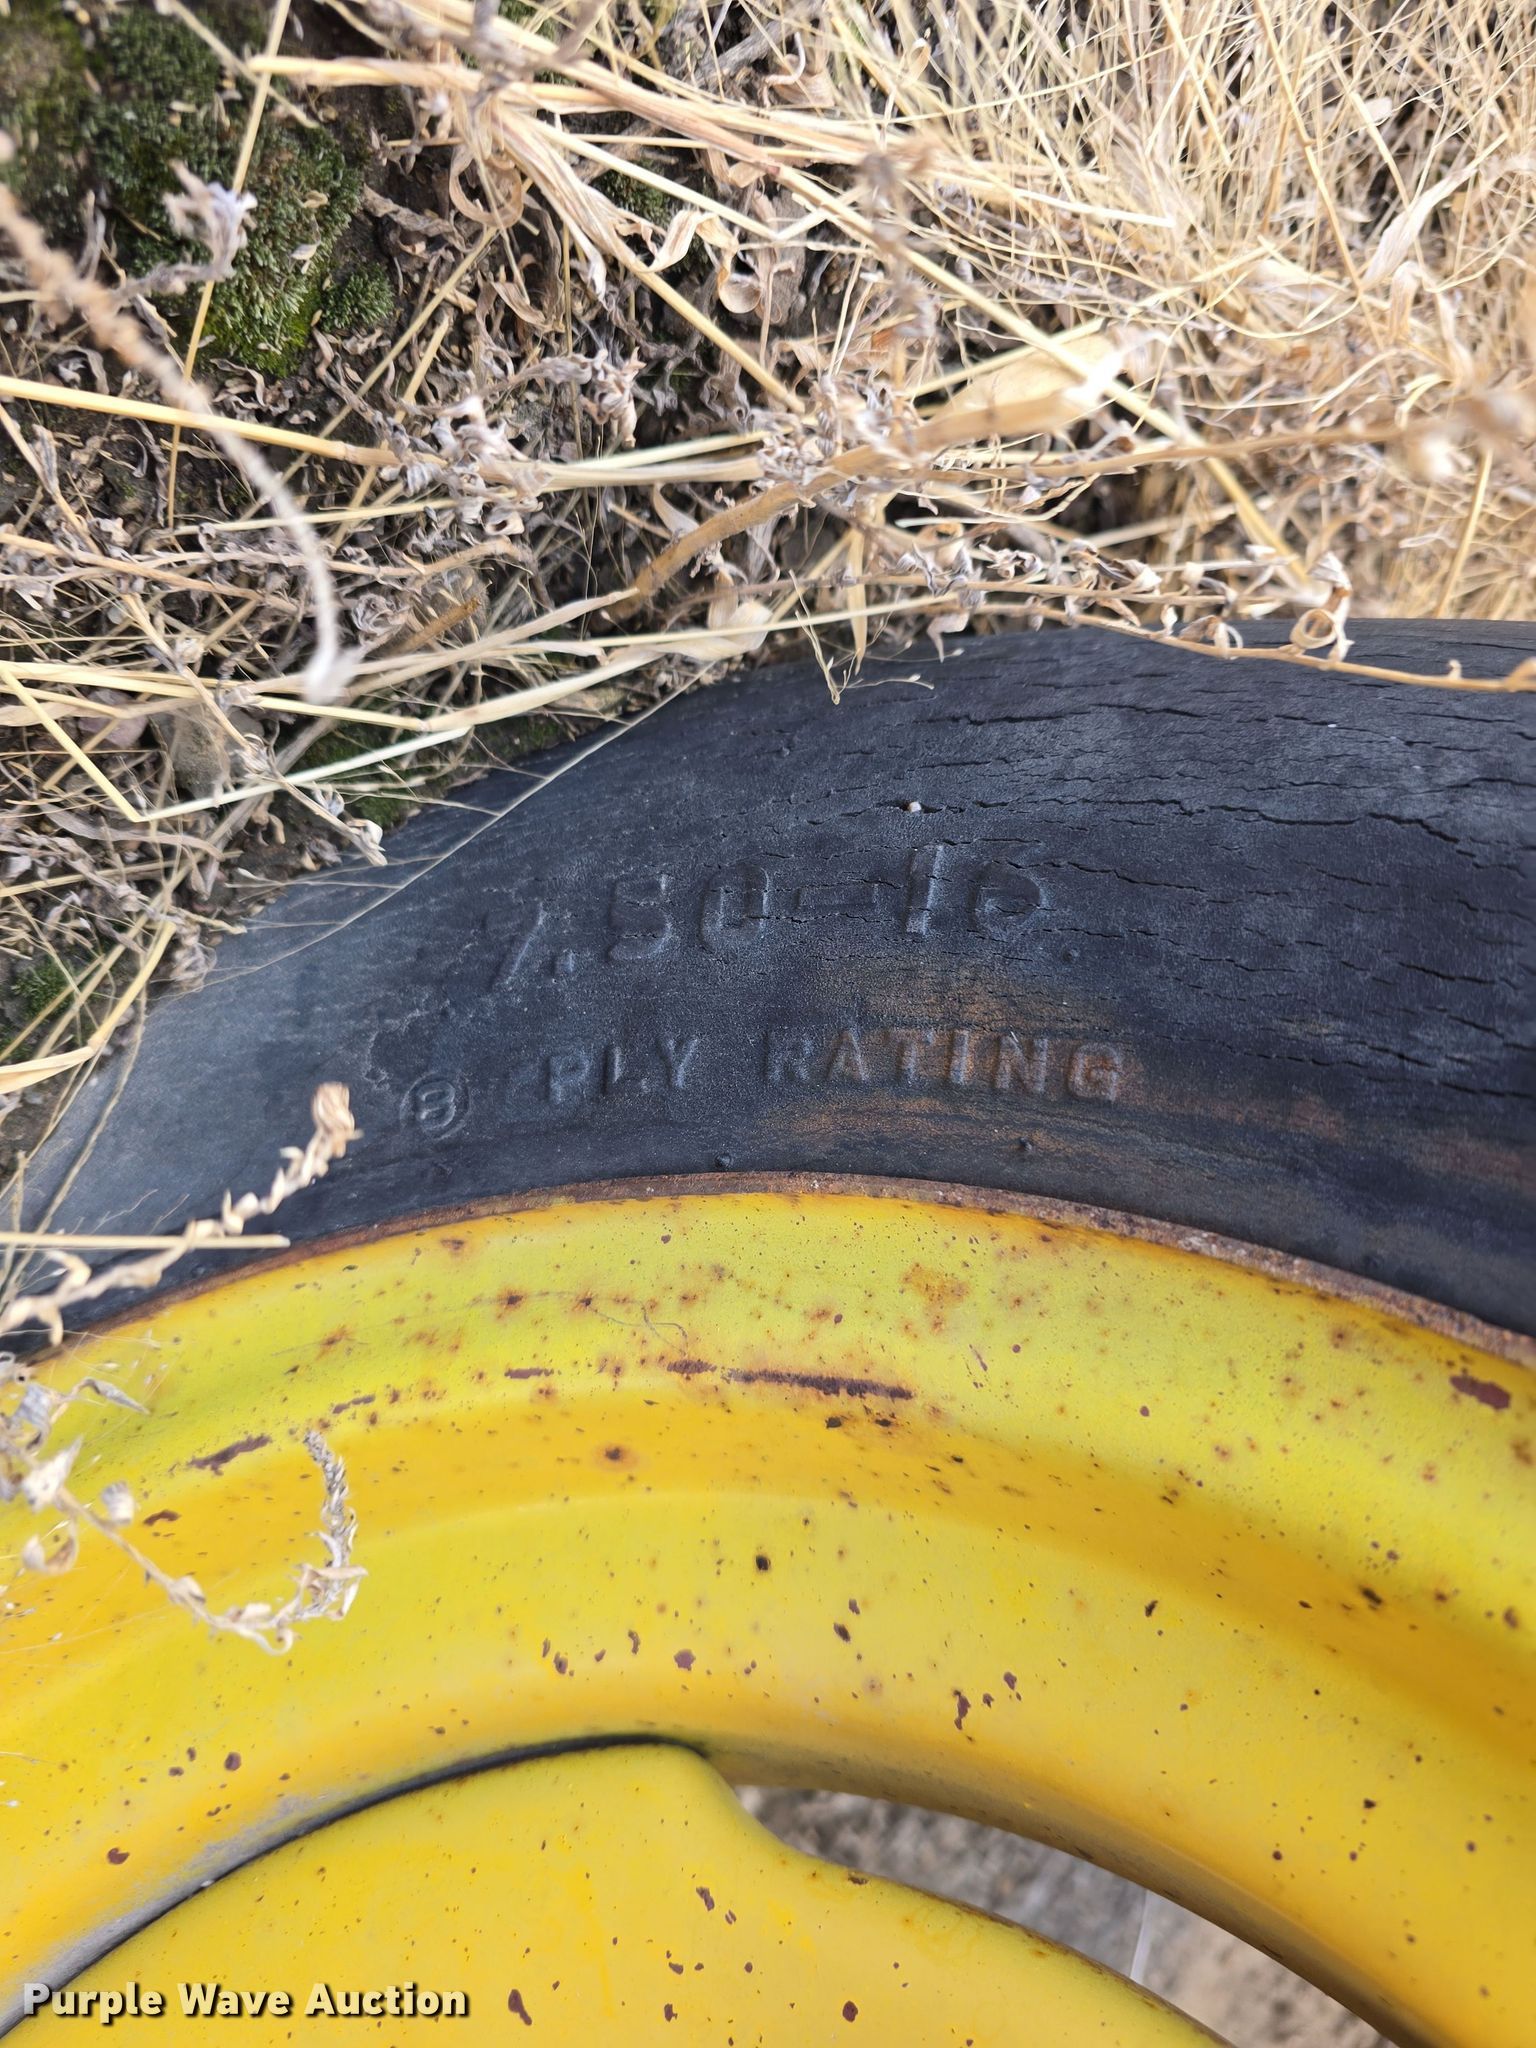 7.50-16
8 PLY RATING
Purple Wave Auction